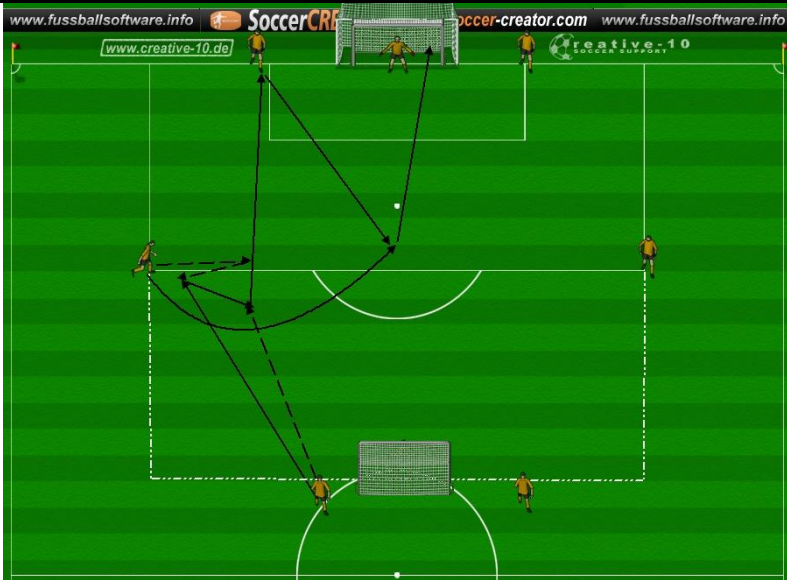 www.fussballsoftware.info SoccerCRE occer-creator.com www.fussballsoftware.info
www.creative-10.de
reative-10
SOCCER SUPPORT